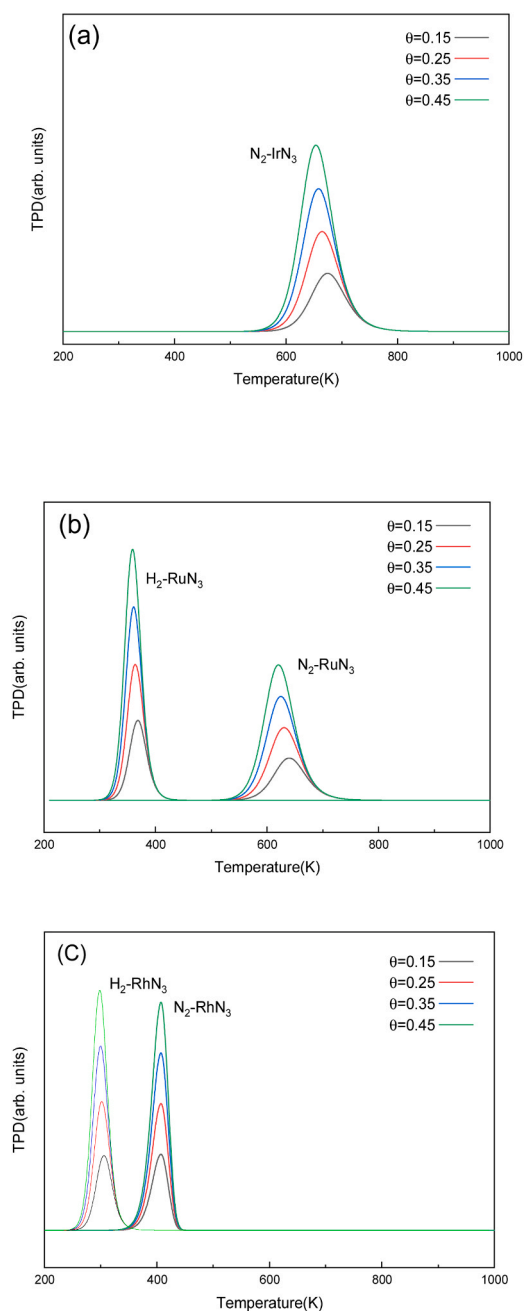 (a)
θ=0.15
θ=0.25
θ=0.35
θ=0.45
N₂-IrN₃
TPD(arb. units)
200 400 600 800 1000
Temperature(K)
(b)
θ=0.15
θ=0.25
θ=0.35
θ=0.45
H₂-RuN₃
N₂-RuN₃
TPD(arb. units)
200 400 600 800 1000
Temperature(K)
(C)
θ=0.15
θ=0.25
θ=0.35
θ=0.45
H₂-RhN₃
N₂-RhN₃
TPD(arb. units)
200 400 600 800 1000
Temperature(K)